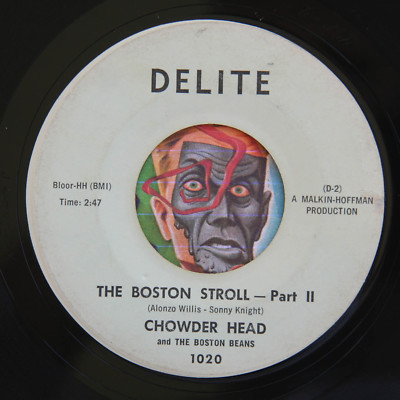 DELITE
Bloor-HH (BMI)
Time: 2:47
(D-2)
A MALKIN-HOFFMAN
PRODUCTION
THE BOSTON STROLL — Part II
(Alonzo Willis - Sonny Knight)
CHOWDER HEAD
and THE BOSTON BEANS
1020